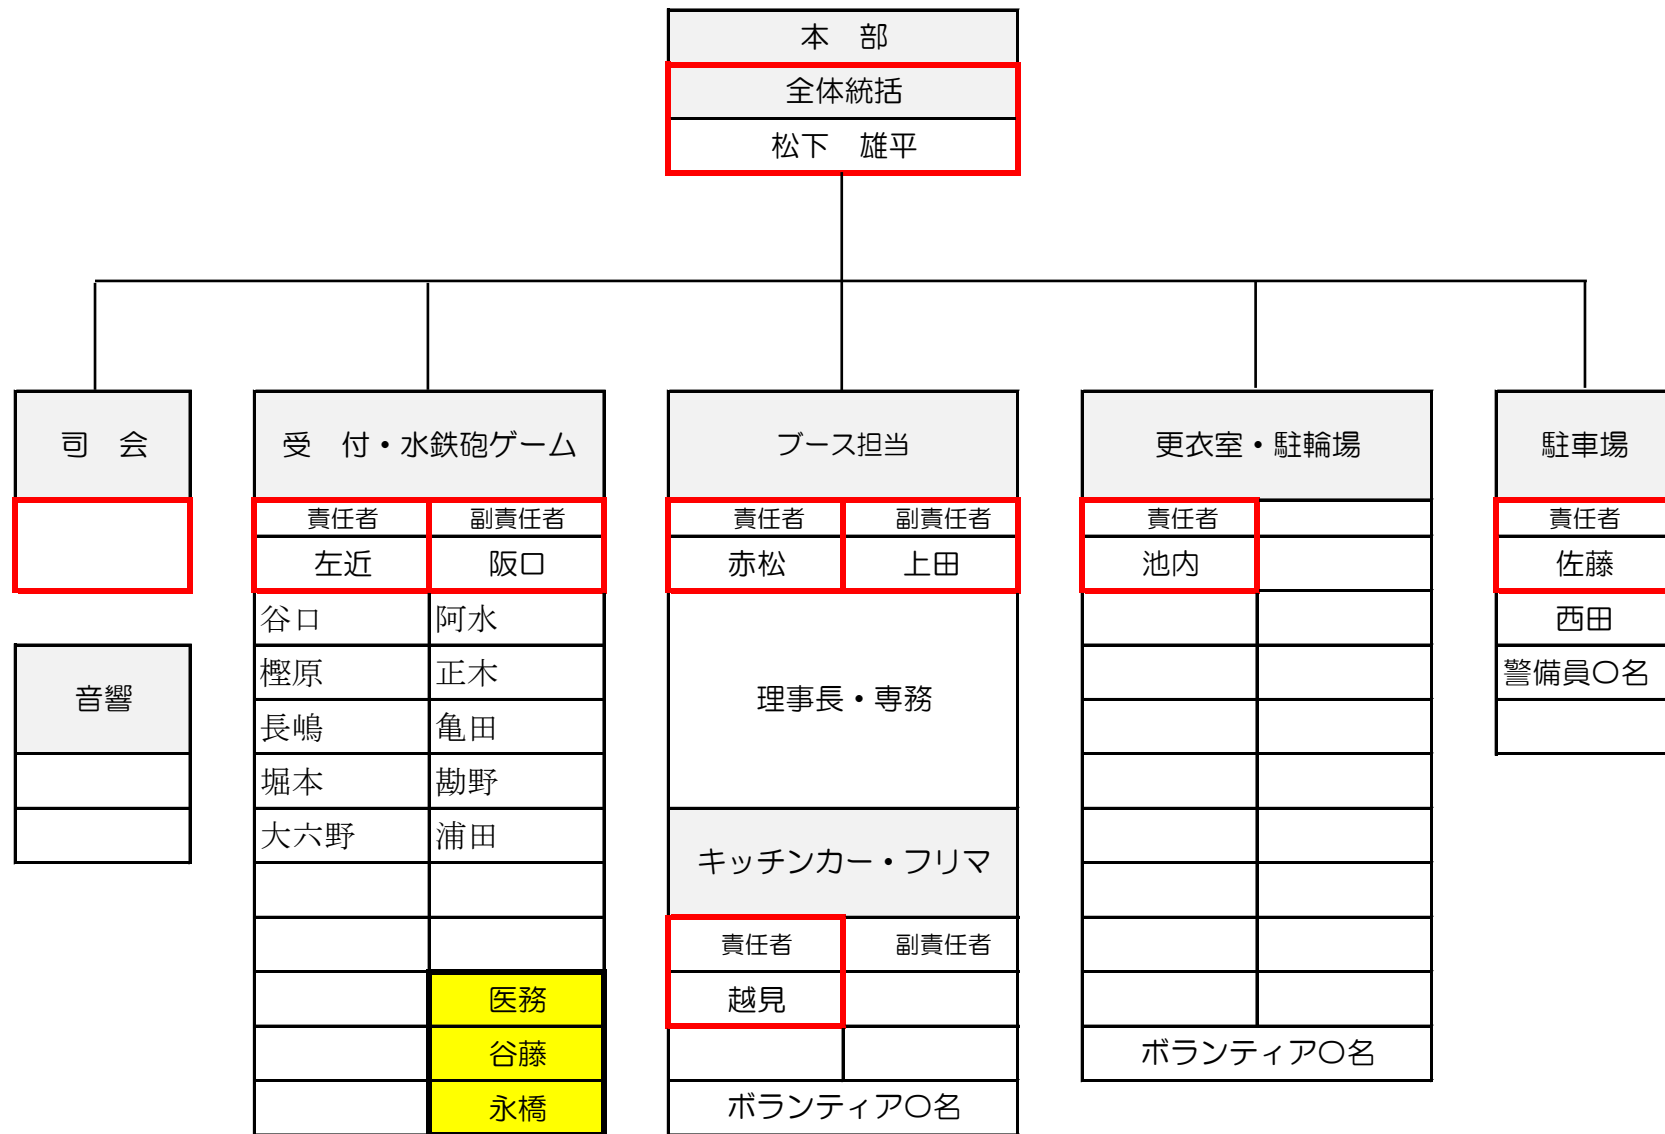 本　部
全体統括
松下　雄平
司　会
音響
受　付・水鉄砲ゲーム
責任者 副責任者
左近 阪口
谷口 阿水
樫原 正木
長嶋 亀田
堀本 勘野
大六野 浦田
医務
谷藤
永橋
ブース担当
責任者 副責任者
赤松 上田
理事長・専務
キッチンカー・フリマ
責任者 副責任者
越見
ボランティア〇名
更衣室・駐輪場
責任者
池内
ボランティア〇名
駐車場
責任者
佐藤
西田
警備員〇名